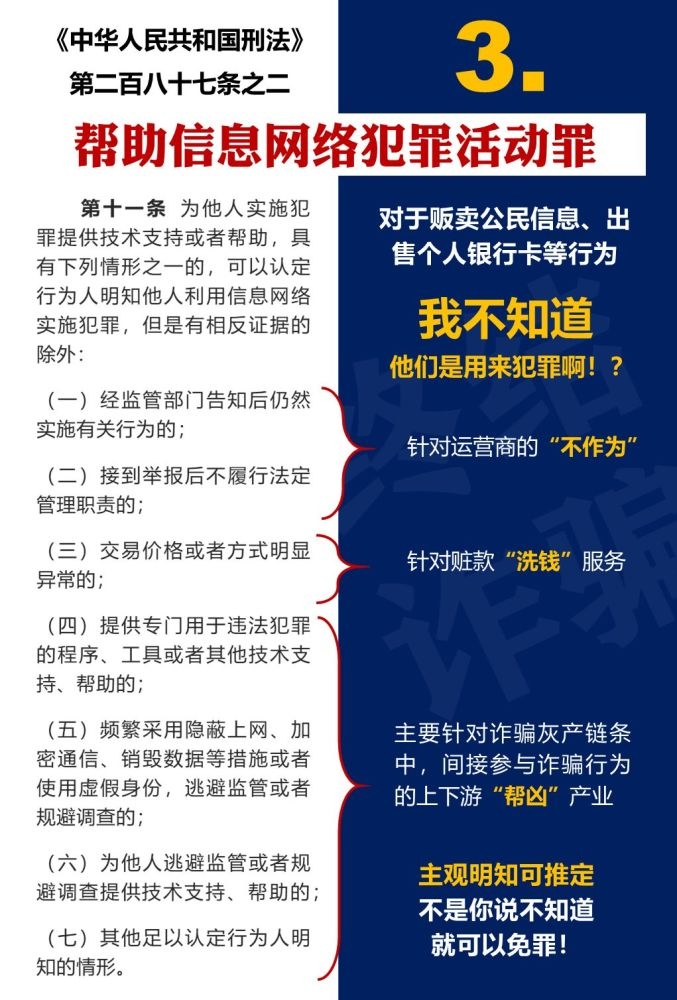 《中华人民共和国刑法》
第二百八十七条之二
3.
帮助信息网络犯罪活动罪
第十一条 为他人实施犯
罪提供技术支持或者帮助，具
有下列情形之一的，可以认定
行为人明知他人利用信息网络
实施犯罪，但是有相反证据的
除外：
（一）经监管部门告知后仍然
实施有关行为的；
（二）接到举报后不履行法定
管理职责的；
（三）交易价格或者方式明显
异常的；
（四）提供专门用于违法犯罪
的程序、工具或者其他技术支
持、帮助的；
（五）频繁采用隐蔽上网、加
密通信、销毁数据等措施或者
使用虚假身份，逃避监管或者
规避调查的；
（六）为他人逃避监管或者规
避调查提供技术支持、帮助的；
（七）其他足以认定行为人明
知的情形。
对于贩卖公民信息、出
售个人银行卡等行为
我不知道
他们是用来犯罪啊！？
针对运营商的“不作为”
针对赃款“洗钱”服务
主要针对诈骗灰产链条
中，间接参与诈骗行为
的上下游“帮凶”产业
主观明知可推定
不是你说不知道
就可以免罪！
终结
诈骗